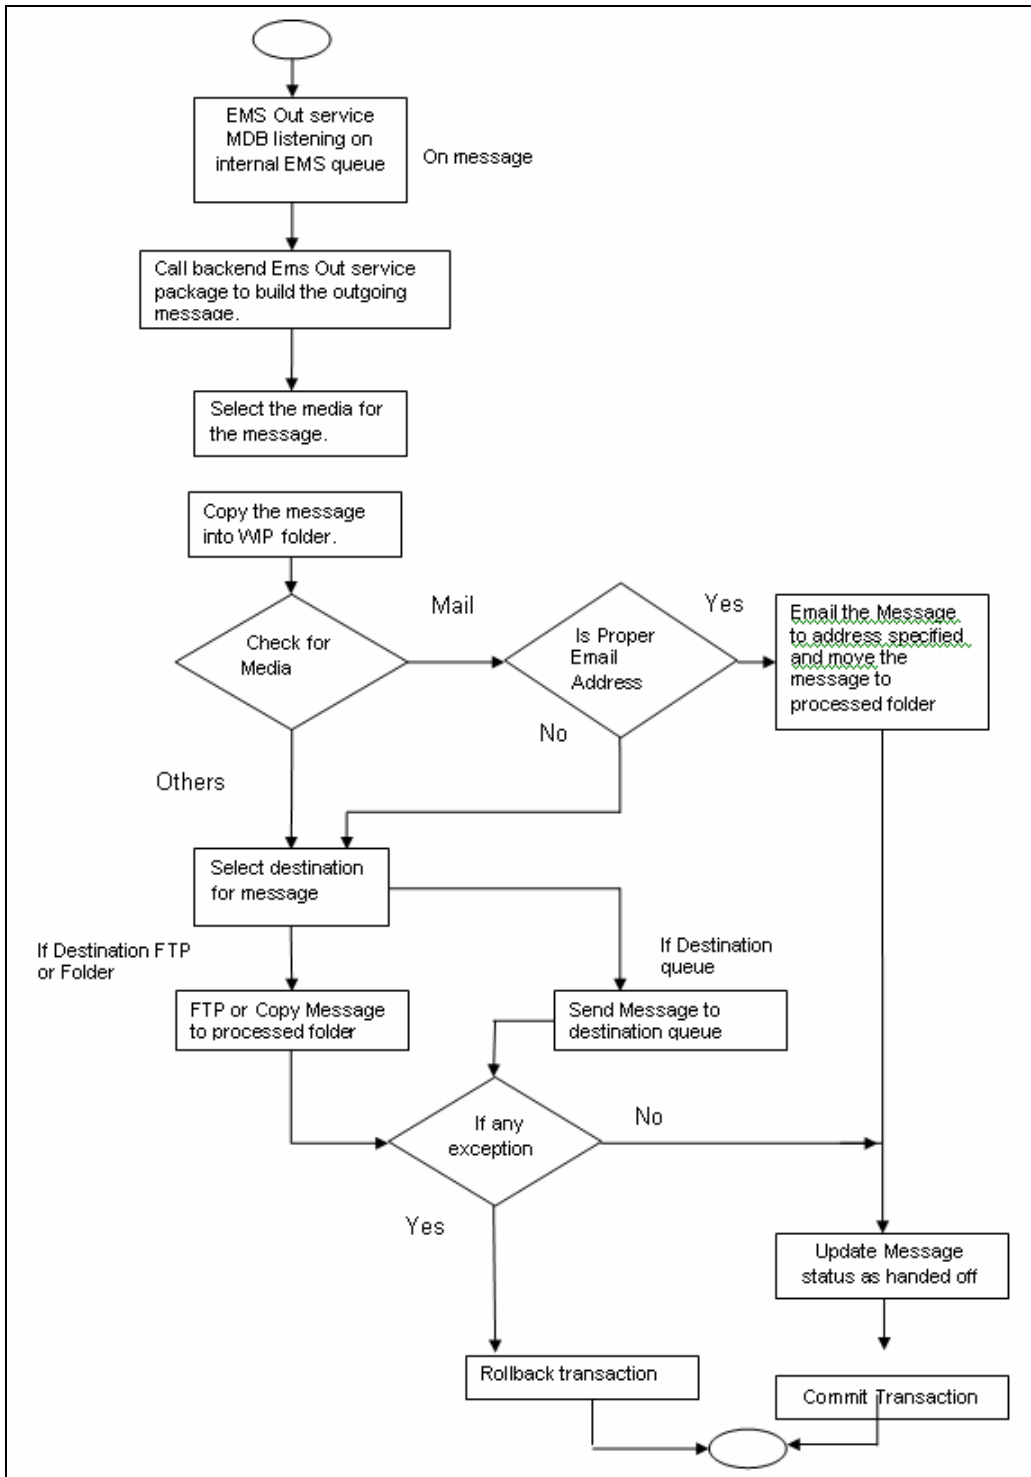 EMS Out service
MDB listening on
internal EMS queue
On message
Call backend Ems Out service
package to build the outgoing
message.
Select the media for
the message.
Copy the message
into WIP folder.
Check for
Media
Mail
Is Proper
Email
Address
Yes
Email the Message
to address specified
and move the
message to
processed folder
No
Others
Select destination
for message
If Destination FTP
or Folder
If Destination
queue
FTP or Copy Message
to processed folder
Send Message to
destination queue
If any
exception
No
Yes
Update Message
status as handed off
Rollback transaction
Commit Transaction